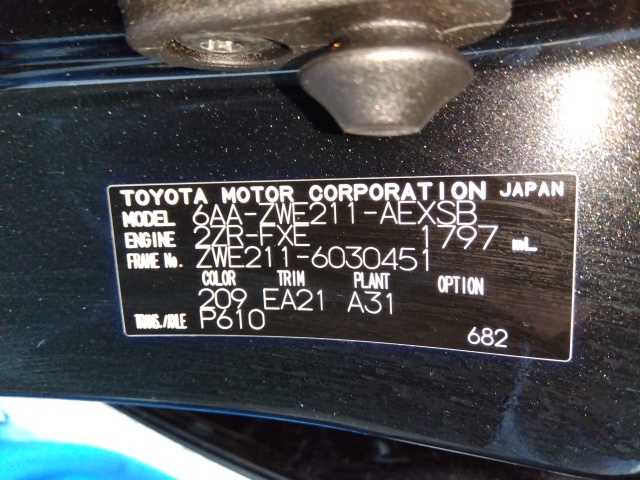 TOYOTA MOTOR CORPORATION JAPAN
MODEL 6AA-ZWE211-AEXSB
ENGINE 2ZR-FXE 1797 mL
FRAME No. ZWE211-6030451
COLOR TRIM PLANT OPTION
209 EA21 A31
TRANS./AXLE P610
682